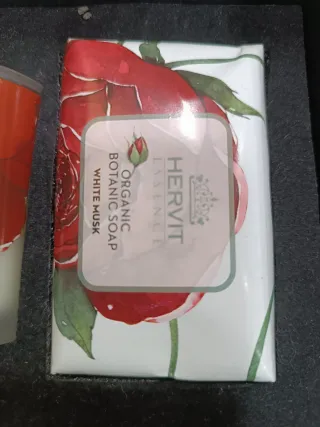 HERVIT
ESSENCE
ORGANIC
BOTANIC SOAP
WHITE MUSK